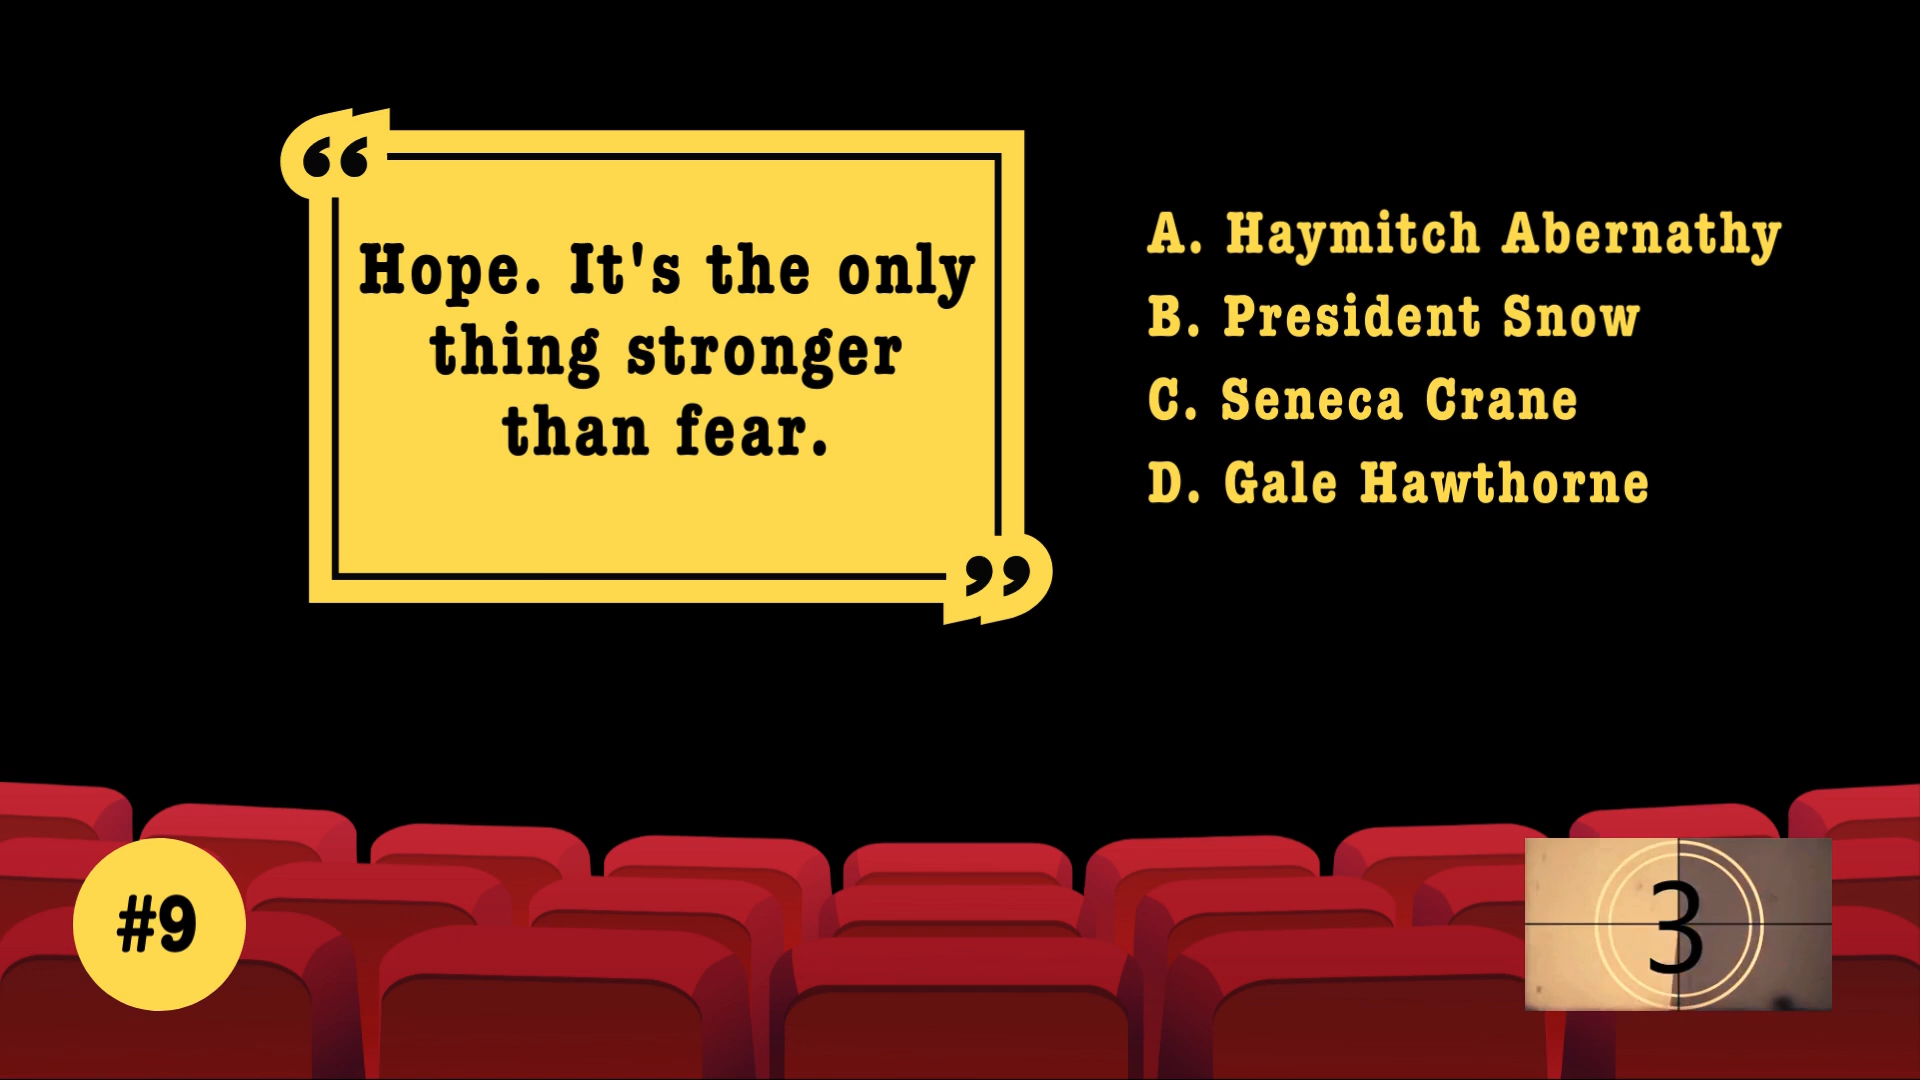 Hope. It's the only
thing stronger
than fear.
A. Haymitch Abernathy
B. President Snow
C. Seneca Crane
D. Gale Hawthorne
#9
3